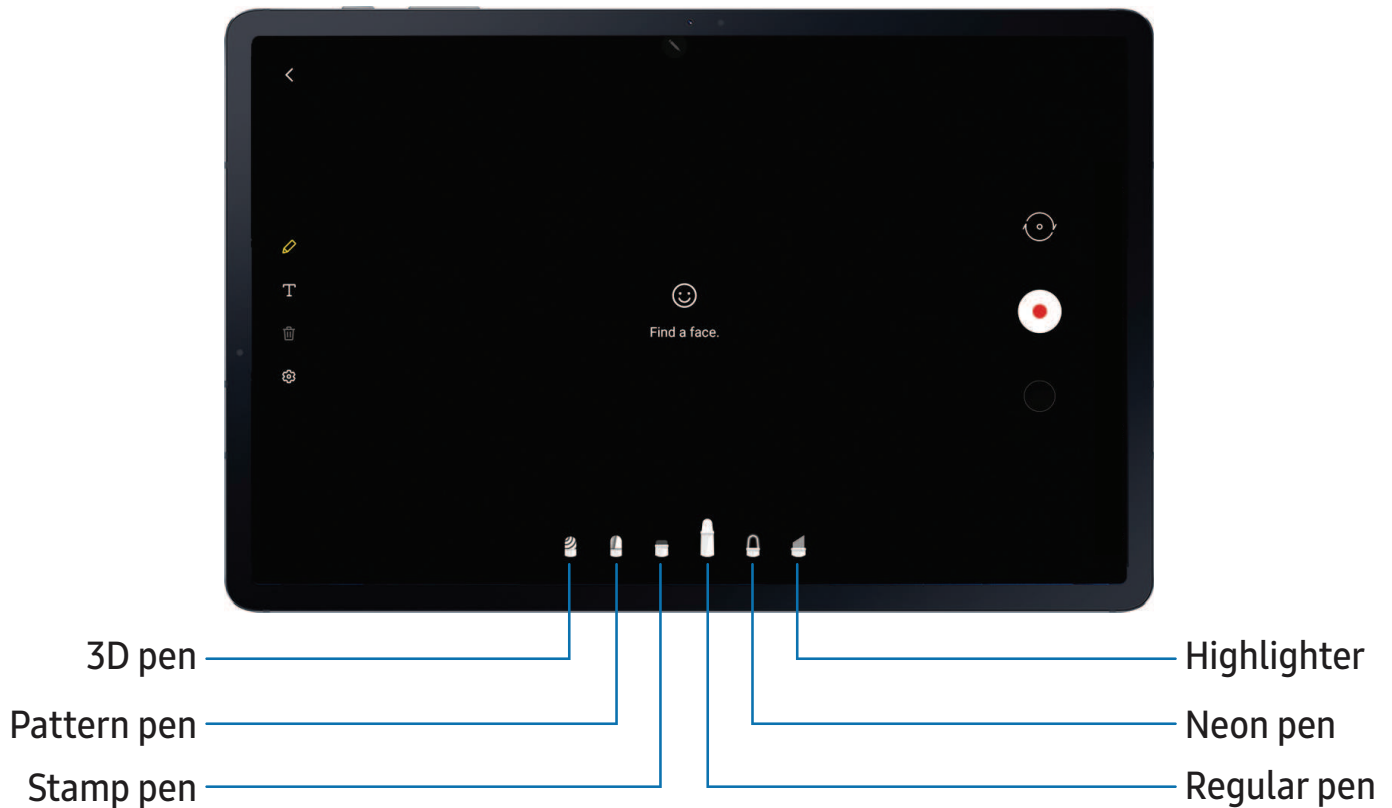 T
Find a face.
3D pen
Pattern pen
Stamp pen
Highlighter
Neon pen
Regular pen